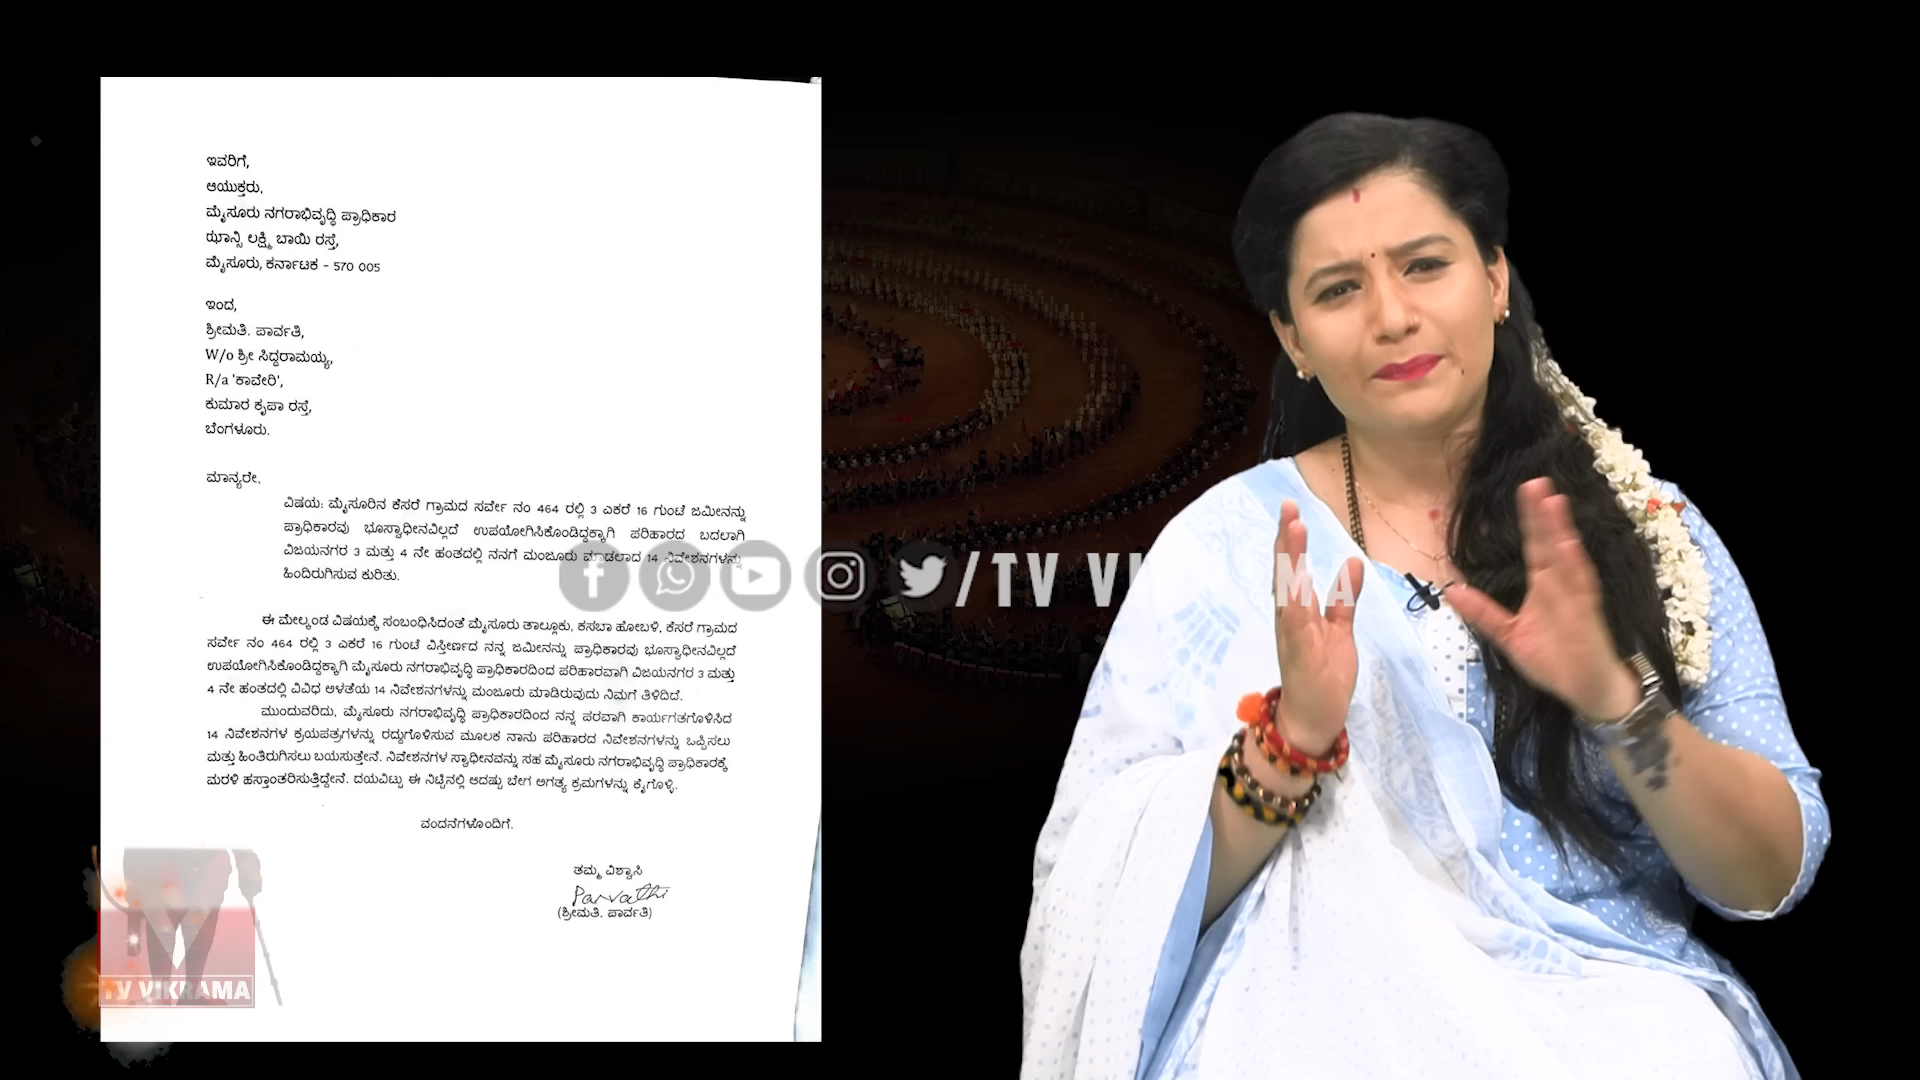 ಇವರಿಗೆ,
ಆಯುಕ್ತರು,
ಮೈಸೂರು ನಗರಾಭಿವೃದ್ಧಿ ಪ್ರಾಧಿಕಾರ
ಝಾನ್ಸಿ ಲಕ್ಷ್ಮಿ ಬಾಯಿ ರಸ್ತೆ,
ಮೈಸೂರು, ಕರ್ನಾಟಕ - 570 005
ಇಂದ,
ಶ್ರೀಮತಿ. ಪಾರ್ವತಿ,
W/o ಶ್ರೀ ಸಿದ್ದರಾಮಯ್ಯ,
R/a 'ಕಾವೇರಿ',
ಕುಮಾರ ಕೃಪಾ ರಸ್ತೆ,
ಬೆಂಗಳೂರು.
ಮಾನ್ಯರೇ,
ವಿಷಯ: ಮೈಸೂರಿನ ಕೆಸರೆ ಗ್ರಾಮದ ಸರ್ವೇ ನಂ 464 ರಲ್ಲಿ 3 ಎಕರೆ 16 ಗುಂಟೆ ಜಮೀನನ್ನು
ಪ್ರಾಧಿಕಾರವು ಭೂಸ್ವಾಧೀನವಿಲ್ಲದೆ ಉಪಯೋಗಿಸಿಕೊಂಡಿದ್ದಕ್ಕಾಗಿ ಪರಿಹಾರದ ಬದಲಾಗಿ
ವಿಜಯನಗರ 3 ಮತ್ತು 4 ನೇ ಹಂತದಲ್ಲಿ ನನಗೆ ಮಂಜೂರು ಮಾಡಲಾದ 14 ನಿವೇಶನಗಳನ್ನು
ಹಿಂದಿರುಗಿಸುವ ಕುರಿತು.
ಈ ಮೇಲ್ಕಂಡ ವಿಷಯಕ್ಕೆ ಸಂಬಂಧಿಸಿದಂತೆ ಮೈಸೂರು ತಾಲ್ಲೂಕು, ಕಸಬಾ ಹೋಬಳಿ, ಕೆಸರೆ ಗ್ರಾಮದ
ಸರ್ವೇ ನಂ 464 ರಲ್ಲಿ 3 ಎಕರೆ 16 ಗುಂಟೆ ವಿಸ್ತೀರ್ಣದ ನನ್ನ ಜಮೀನನ್ನು ಪ್ರಾಧಿಕಾರವು ಭೂಸ್ವಾಧೀನವಿಲ್ಲದೆ
ಉಪಯೋಗಿಸಿಕೊಂಡಿದ್ದಕ್ಕಾಗಿ ಮೈಸೂರು ನಗರಾಭಿವೃದ್ಧಿ ಪ್ರಾಧಿಕಾರದಿಂದ ಪರಿಹಾರವಾಗಿ ವಿಜಯನಗರ 3 ಮತ್ತು
4 ನೇ ಹಂತದಲ್ಲಿ ವಿವಿಧ ಅಳತೆಯ 14 ನಿವೇಶನಗಳನ್ನು ಮಂಜೂರು ಮಾಡಿರುವುದು ನಿಮಗೆ ತಿಳಿದಿದೆ.
ಮುಂದುವರಿದು, ಮೈಸೂರು ನಗರಾಭಿವೃದ್ಧಿ ಪ್ರಾಧಿಕಾರದಿಂದ ನನ್ನ ಪರವಾಗಿ ಕಾರ್ಯಗತಗೊಳಿಸಿದ
14 ನಿವೇಶನಗಳ ಕ್ರಯಪತ್ರಗಳನ್ನು ರದ್ದುಗೊಳಿಸುವ ಮೂಲಕ ನಾನು ಪರಿಹಾರದ ನಿವೇಶನಗಳನ್ನು ಒಪ್ಪಿಸಲು
ಮತ್ತು ಹಿಂತಿರುಗಿಸಲು ಬಯಸುತ್ತೇನೆ. ನಿವೇಶನಗಳ ಸ್ವಾಧೀನವನ್ನು ಸಹ ಮೈಸೂರು ನಗರಾಭಿವೃದ್ಧಿ ಪ್ರಾಧಿಕಾರಕ್ಕೆ
ಮರಳಿ ಹಸ್ತಾಂತರಿಸುತ್ತಿದ್ದೇನೆ. ದಯವಿಟ್ಟು ಈ ನಿಟ್ಟಿನಲ್ಲಿ ಆದಷ್ಟು ಬೇಗ ಅಗತ್ಯ ಕ್ರಮಗಳನ್ನು ಕೈಗೊಳ್ಳಿ.
ವಂದನೆಗಳೊಂದಿಗೆ.
ತಮ್ಮ ವಿಶ್ವಾಸಿ
Parvathi
(ಶ್ರೀಮತಿ. ಪಾರ್ವತಿ)
TV VIKRAMA
/TV VIKRAMA